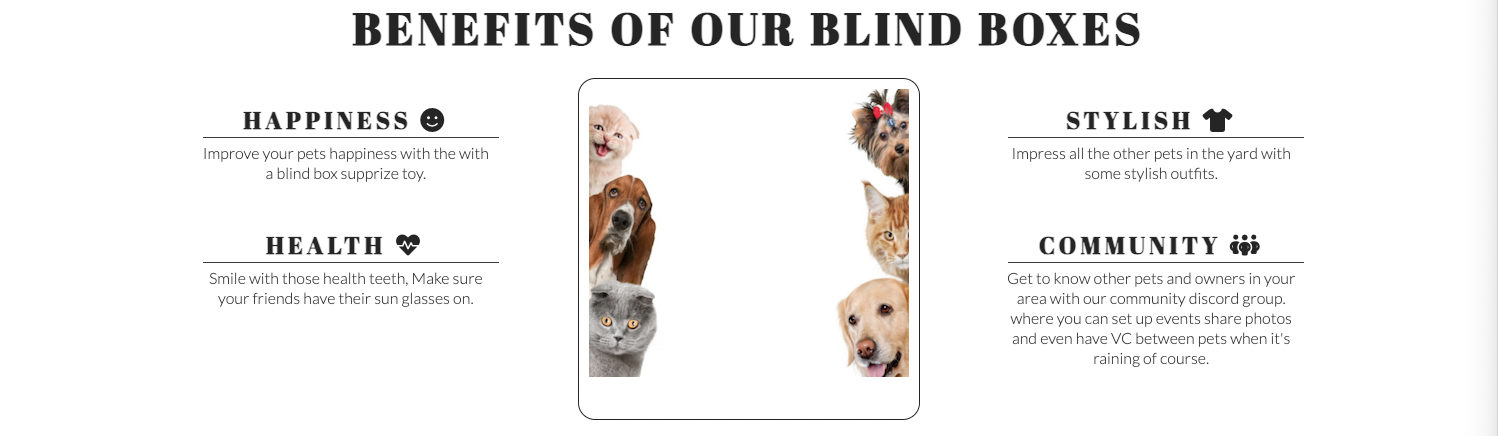 BENEFITS OF OUR BLIND BOXES
HAPPINESS
Improve your pets happiness with the with
a blind box supprize toy.
HEALTH
Smile with those health teeth, Make sure
your friends have their sun glasses on.
STYLISH
Impress all the other pets in the yard with
some stylish outfits.
COMMUNITY
Get to know other pets and owners in your
area with our community discord group.
where you can set up events share photos
and even have VC between pets when it's
raining of course.